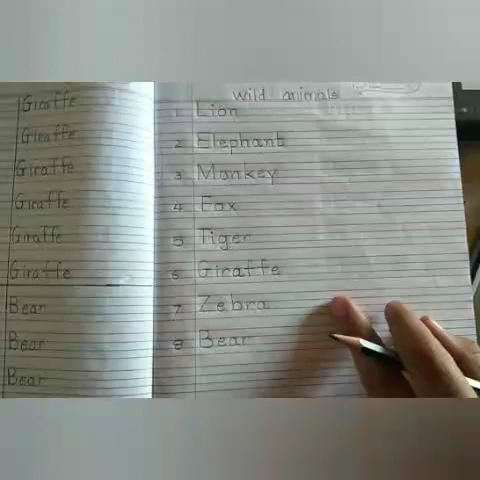 Giraffe
Giraffe
Giraffe
Giraffe
Giraffe
Giraffe
Bear
Bear
Bear
Wild animals
1 Lion
2 Elephant
3 Monkey
4 Fox
5 Tiger
6 Giraffe
7 Zebra
8 Bear